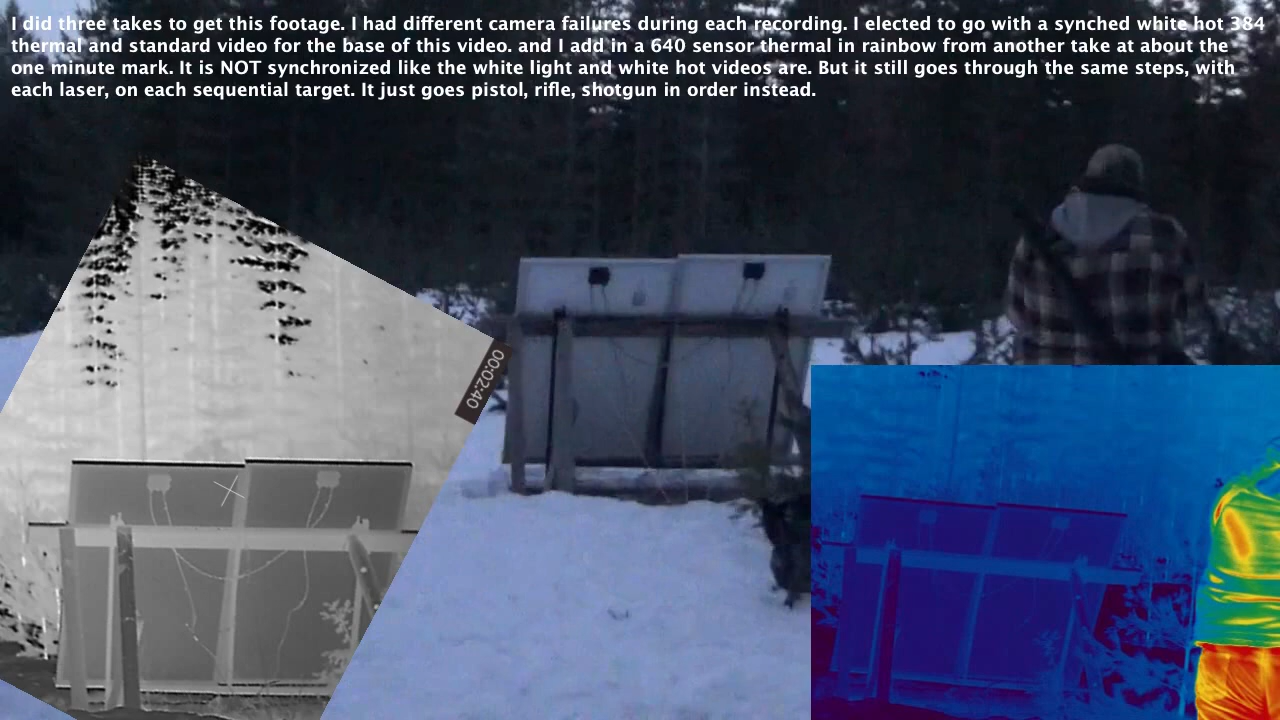 I did three takes to get this footage. I had different camera failures during each recording. I elected to go with a synched white hot 384
thermal and standard video for the base of this video. and I add in a 640 sensor thermal in rainbow from another take at about the
one minute mark. It is NOT synchronized like the white light and white hot videos are. But it still goes through the same steps, with
each laser, on each sequential target. It just goes pistol, rifle, shotgun in order instead.
00:02:40